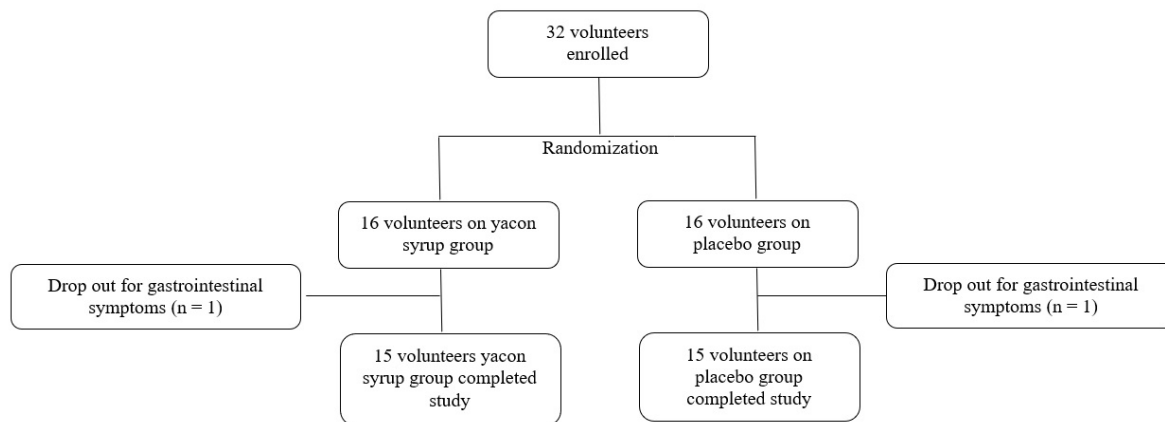 32 volunteers
enrolled
Randomization
16 volunteers on yacon
syrup group
16 volunteers on
placebo group
Drop out for gastrointestinal
symptoms (n = 1)
Drop out for gastrointestinal
symptoms (n = 1)
15 volunteers yacon
syrup group completed
study
15 volunteers on
placebo group
completed study